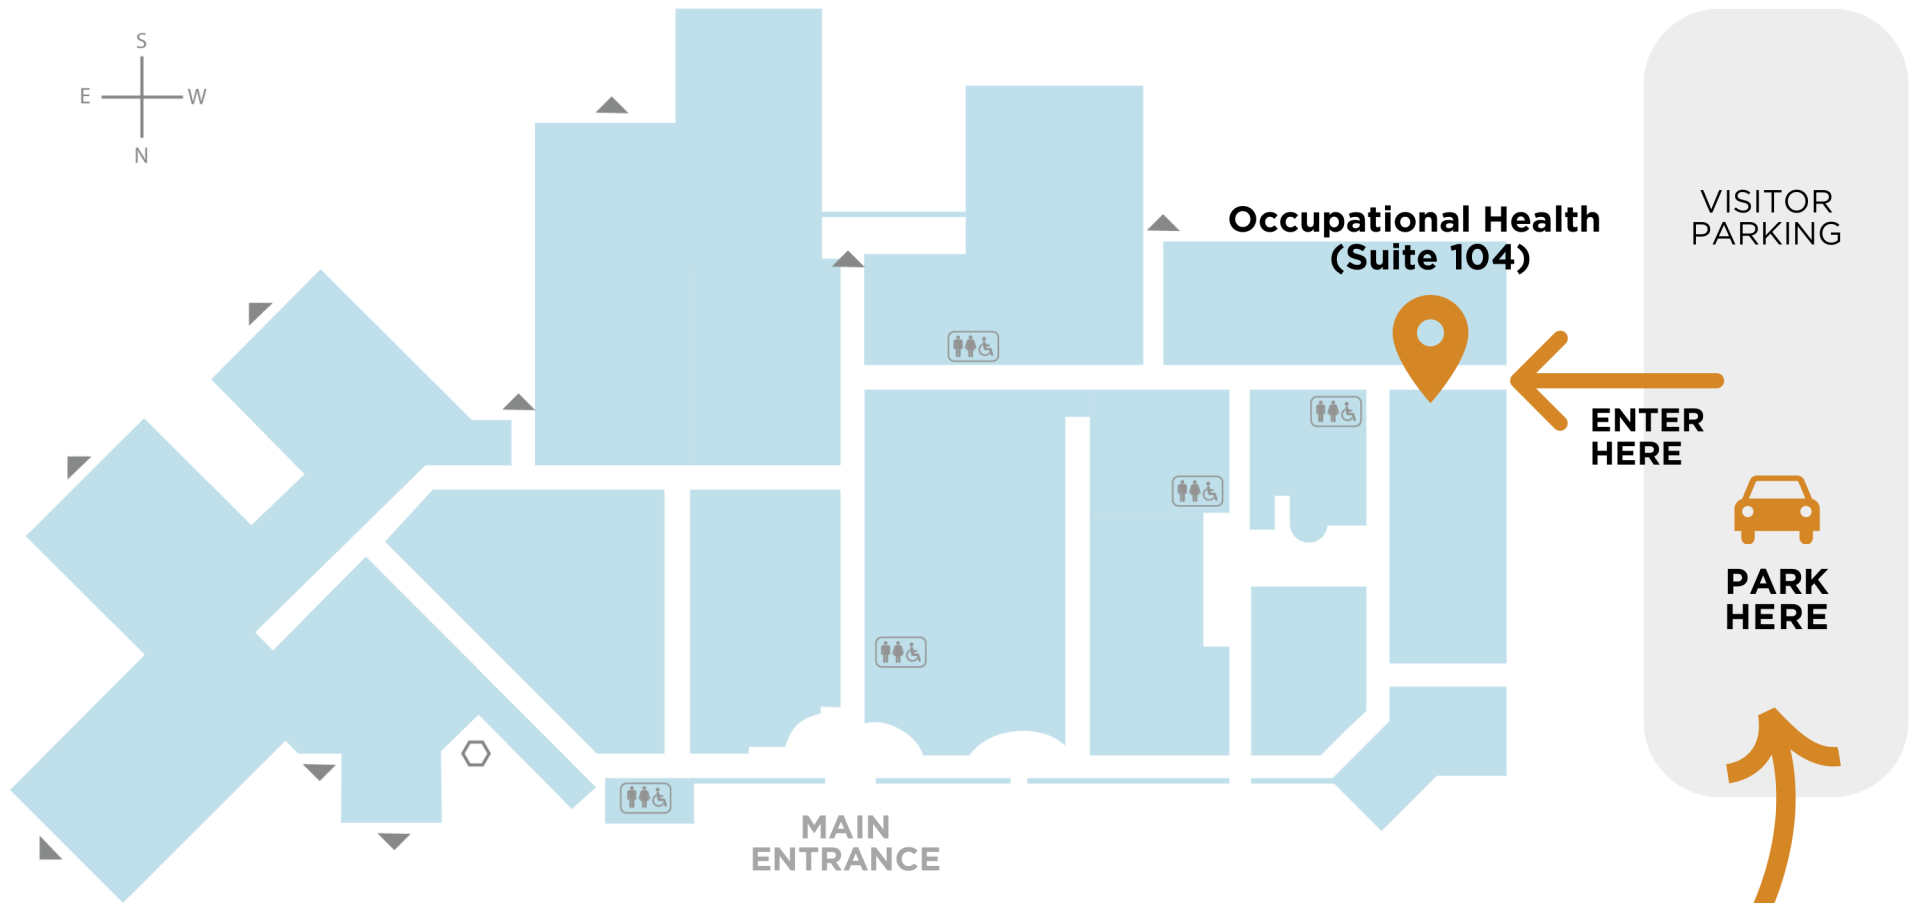 S
E W
N
Occupational Health
(Suite 104)
VISITOR
PARKING
ENTER
HERE
PARK
HERE
MAIN
ENTRANCE